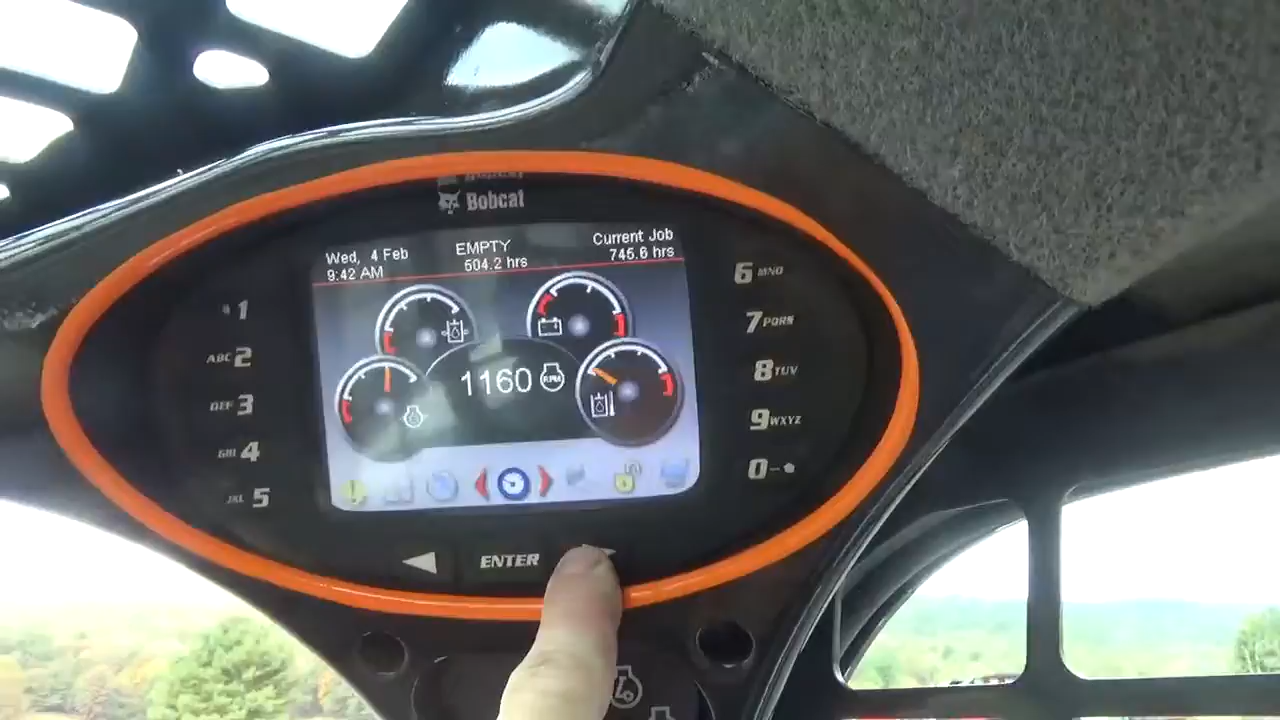 Bobcat
Wed, 4 Feb
9:42 AM
EMPTY
504.2 hrs
Current Job
746.6 hrs
1160
RPM
1
ABC 2
DEF 3
GHI 4
JKL 5
6 MNO
7 PQRS
8 TUV
9 WXYZ
0
ENTER